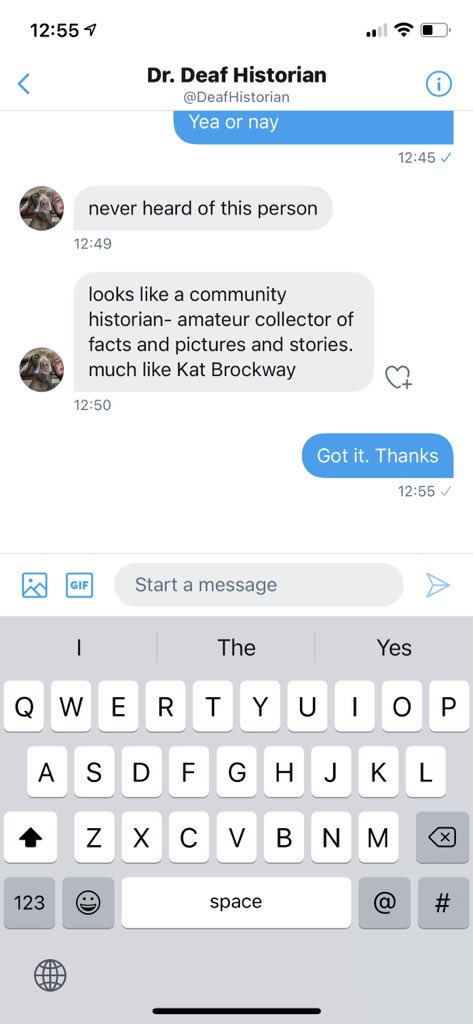 12:55
Dr. Deaf Historian
@DeafHistorian
Yea or nay
12:45
never heard of this person
12:49
looks like a community
historian- amateur collector of
facts and pictures and stories.
much like Kat Brockway
12:50
Got it. Thanks
12:55
GIF
Start a message
I The Yes
Q W E R T Y U I O P
A S D F G H J K L
Z X C V B N M
123 space @ #